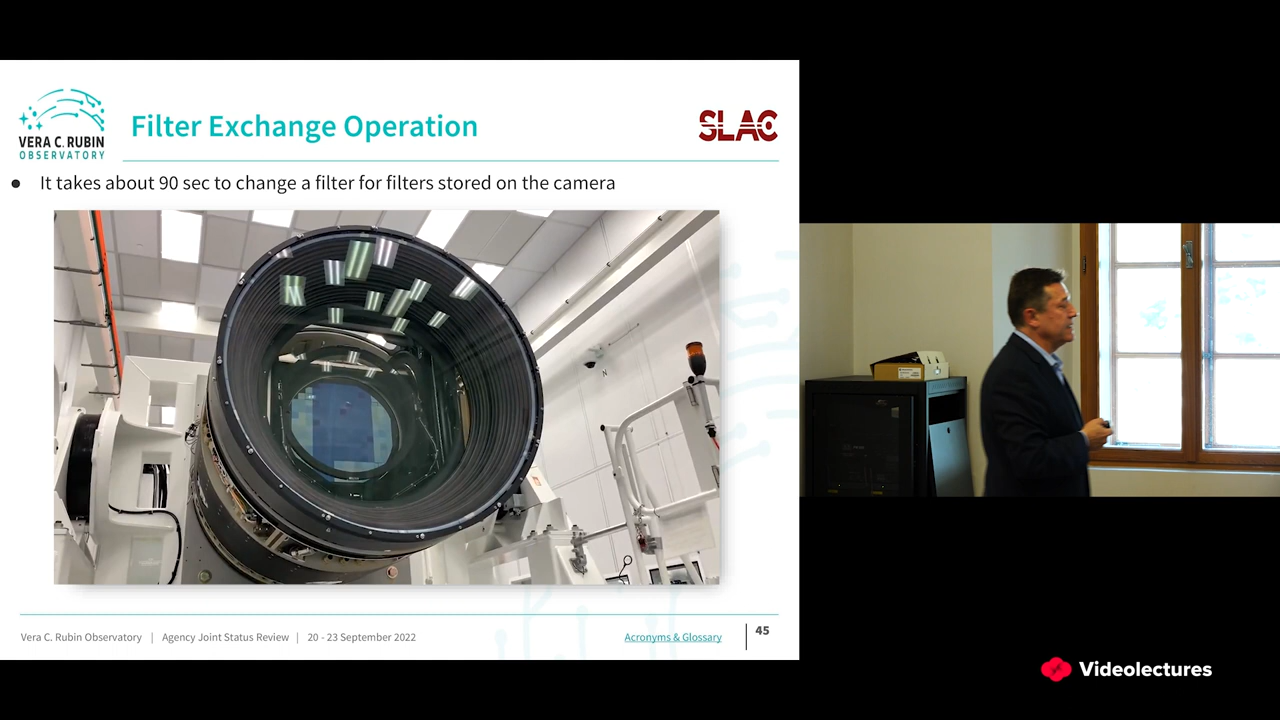 VERA C. RUBIN
OBSERVATORY
Filter Exchange Operation
SLAC
● It takes about 90 sec to change a filter for filters stored on the camera
Vera C. Rubin Observatory | Agency Joint Status Review | 20 - 23 September 2022
Acronyms & Glossary
45
Videolectures